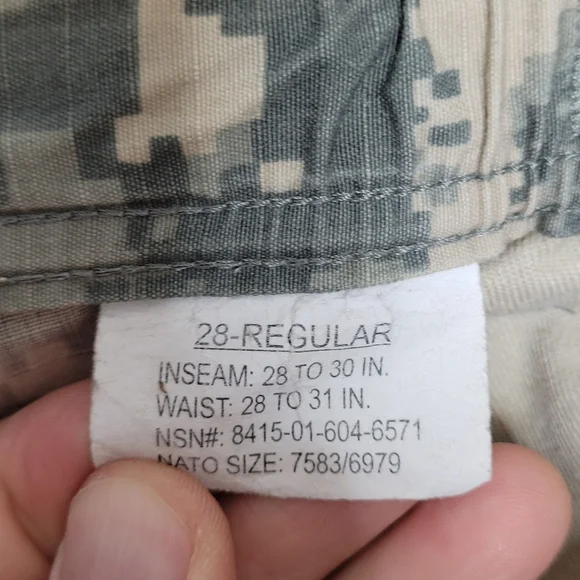 28-REGULAR
INSEAM: 28 TO 30 IN.
WAIST: 28 TO 31 IN.
NSN#: 8415-01-604-6571
NATO SIZE: 7583/6979